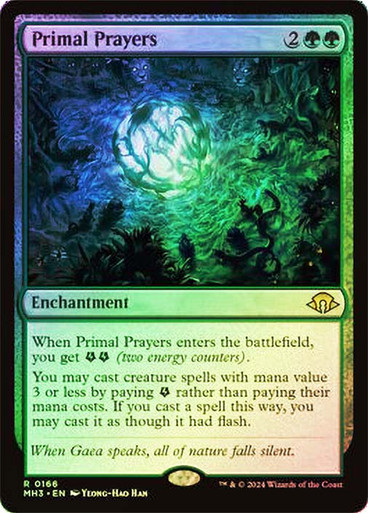 Primal Prayers 2
Enchantment
When Primal Prayers enters the battlefield,
you get (two energy counters).
You may cast creature spells with mana value
3 or less by paying rather than paying their
mana costs. If you cast a spell this way, you
may cast it as though it had flash.
When Gaea speaks, all of nature falls silent.
R 0166
MH3 • EN Yeong-Hao Han
™ & © 2024 Wizards of the Coast